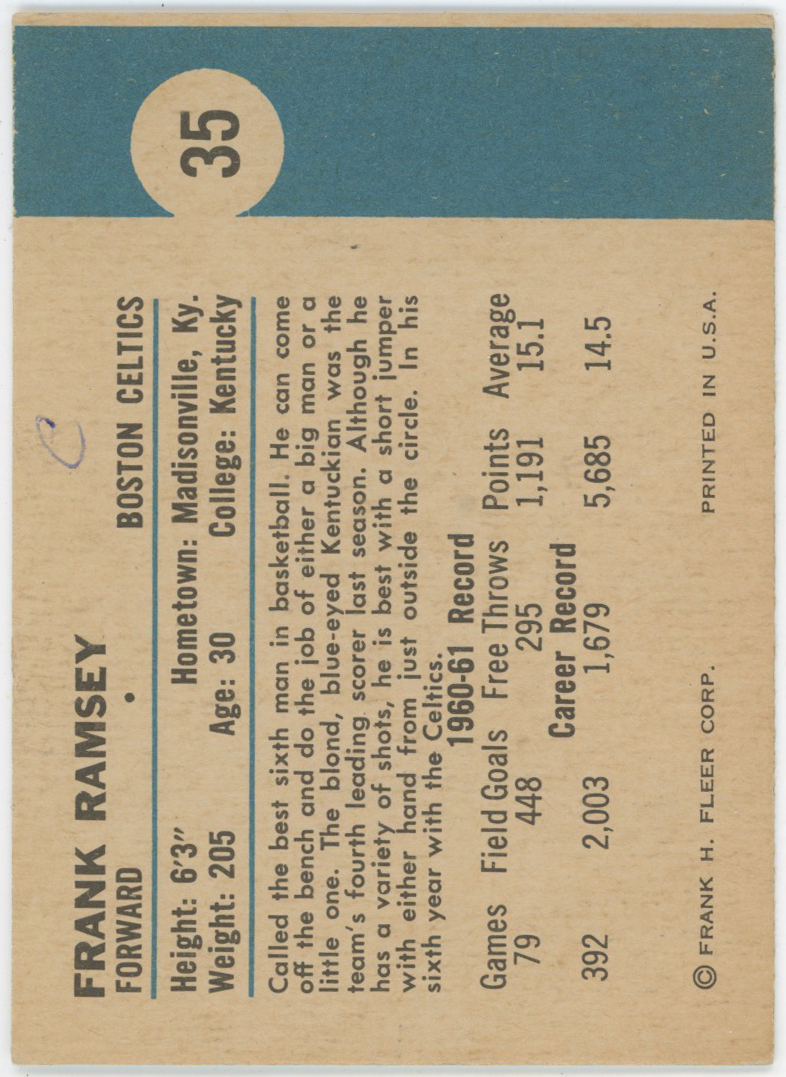 35
C
FRANK RAMSEY
FORWARD • BOSTON CELTICS
Height: 6'3" Hometown: Madisonville, Ky.
Weight: 205 Age: 30 College: Kentucky
Called the best sixth man in basketball. He can come
off the bench and do the job of either a big man or a
little one. The blond, blue-eyed Kentuckian was the
team's fourth leading scorer last season. Although he
has a variety of shots, he is best with a short jumper
with either hand from just outside the circle. In his
sixth year with the Celtics.
1960-61 Record
Games Field Goals Free Throws Points Average
79 448 295 1,191 15.1
Career Record
392 2,003 1,679 5,685 14.5
© FRANK H. FLEER CORP. PRINTED IN U.S.A.